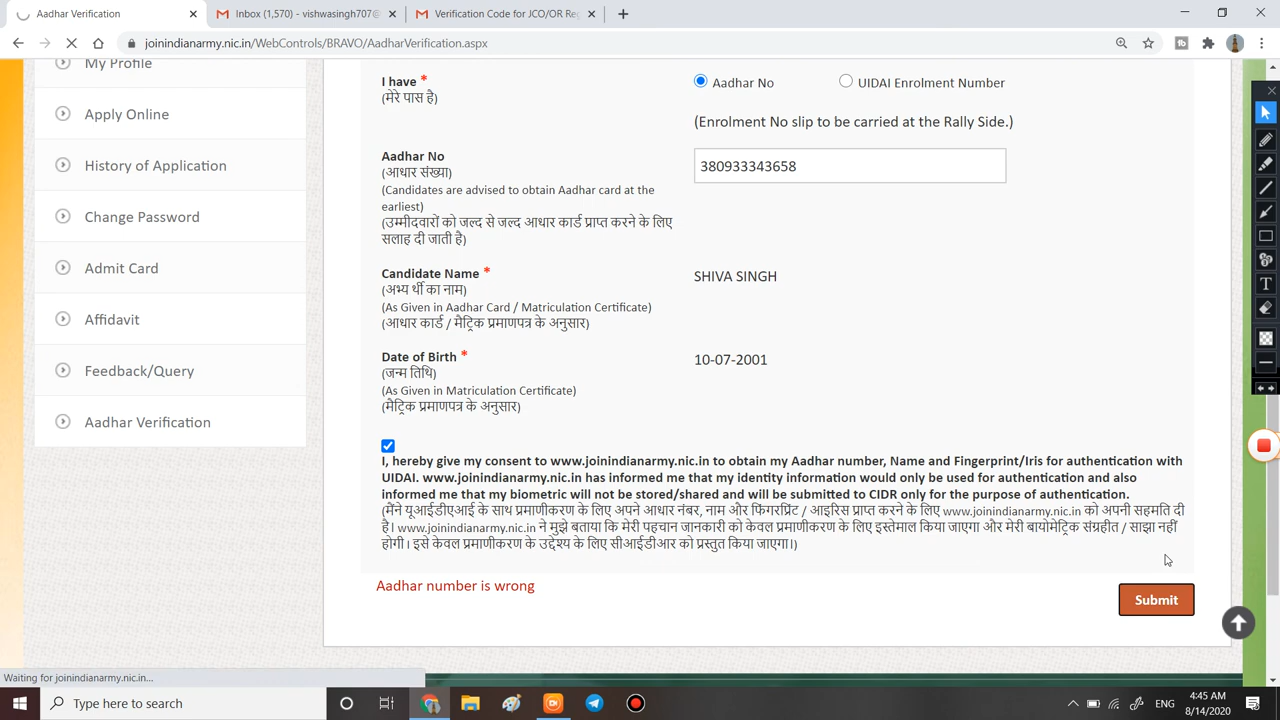 Aadhar Verification
Inbox (1,570) - vishwasingh707@
Verification Code for JCO/OR Re
joinindianarmy.nic.in/WebControls/BRAVO/AadharVerification.aspx
My Profile
Apply Online
History of Application
Change Password
Admit Card
Affidavit
Feedback/Query
Aadhar Verification
I have *
(मेरे पास है)
Aadhar No
UIDAI Enrolment Number
(Enrolment No slip to be carried at the Rally Side.)
Aadhar No
(आधार संख्या)
(Candidates are advised to obtain Aadhar card at the
earliest)
(उम्मीदवारों को जल्द से जल्द आधार कार्ड प्राप्त करने के लिए
सलाह दी जाती है)
380933343658
Candidate Name *
(अभ्य र्थी का नाम)
(As Given in Aadhar Card / Matriculation Certificate)
(आधार कार्ड / मैट्रिक प्रमाणपत्र के अनुसार)
SHIVA SINGH
Date of Birth *
(जन्म तिथि)
(As Given in Matriculation Certificate)
(मैट्रिक प्रमाणपत्र के अनुसार)
10-07-2001
I, hereby give my consent to www.joinindianarmy.nic.in to obtain my Aadhar number, Name and Fingerprint/Iris for authentication with
UIDAI. www.joinindianarmy.nic.in has informed me that my identity information would only be used for authentication and also
informed me that my biometric will not be stored/shared and will be submitted to CIDR only for the purpose of authentication.
(मैंने यूआईडीएआई के साथ प्रमाणीकरण के लिए अपने आधार नंबर, नाम और फिंगरप्रिंट / आइरिस प्राप्त करने के लिए www.joinindianarmy.nic.in को अपनी सहमति दी
है। www.joinindianarmy.nic.in ने मुझे बताया कि मेरी पहचान जानकारी को केवल प्रमाणीकरण के लिए इस्तेमाल किया जाएगा और मेरी बायोमेट्रिक संग्रहीत / साझा नहीं
होगी। इसे केवल प्रमाणीकरण के उद्देश्य के लिए सीआईडीआर को प्रस्तुत किया जाएगा।)
Aadhar number is wrong
Submit
Waiting for joinindianarmy.nic.in...
Type here to search
ENG
4:45 AM
8/14/2020